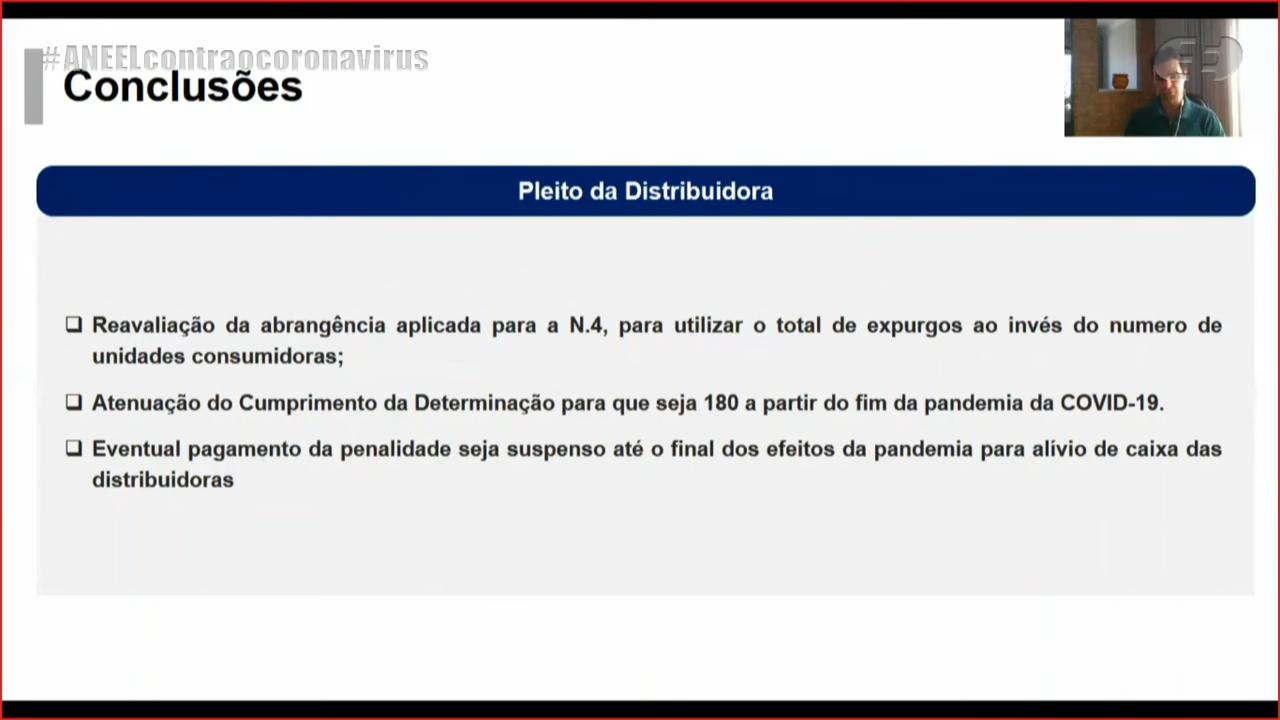 #ANEELcontraocoronavirus
Conclusões
Pleito da Distribuidora
❑ Reavaliação da abrangência aplicada para a N.4, para utilizar o total de expurgos ao invés do numero de
unidades consumidoras;
❑ Atenuação do Cumprimento da Determinação para que seja 180 a partir do fim da pandemia da COVID-19.
❑ Eventual pagamento da penalidade seja suspenso até o final dos efeitos da pandemia para alívio de caixa das
distribuidoras